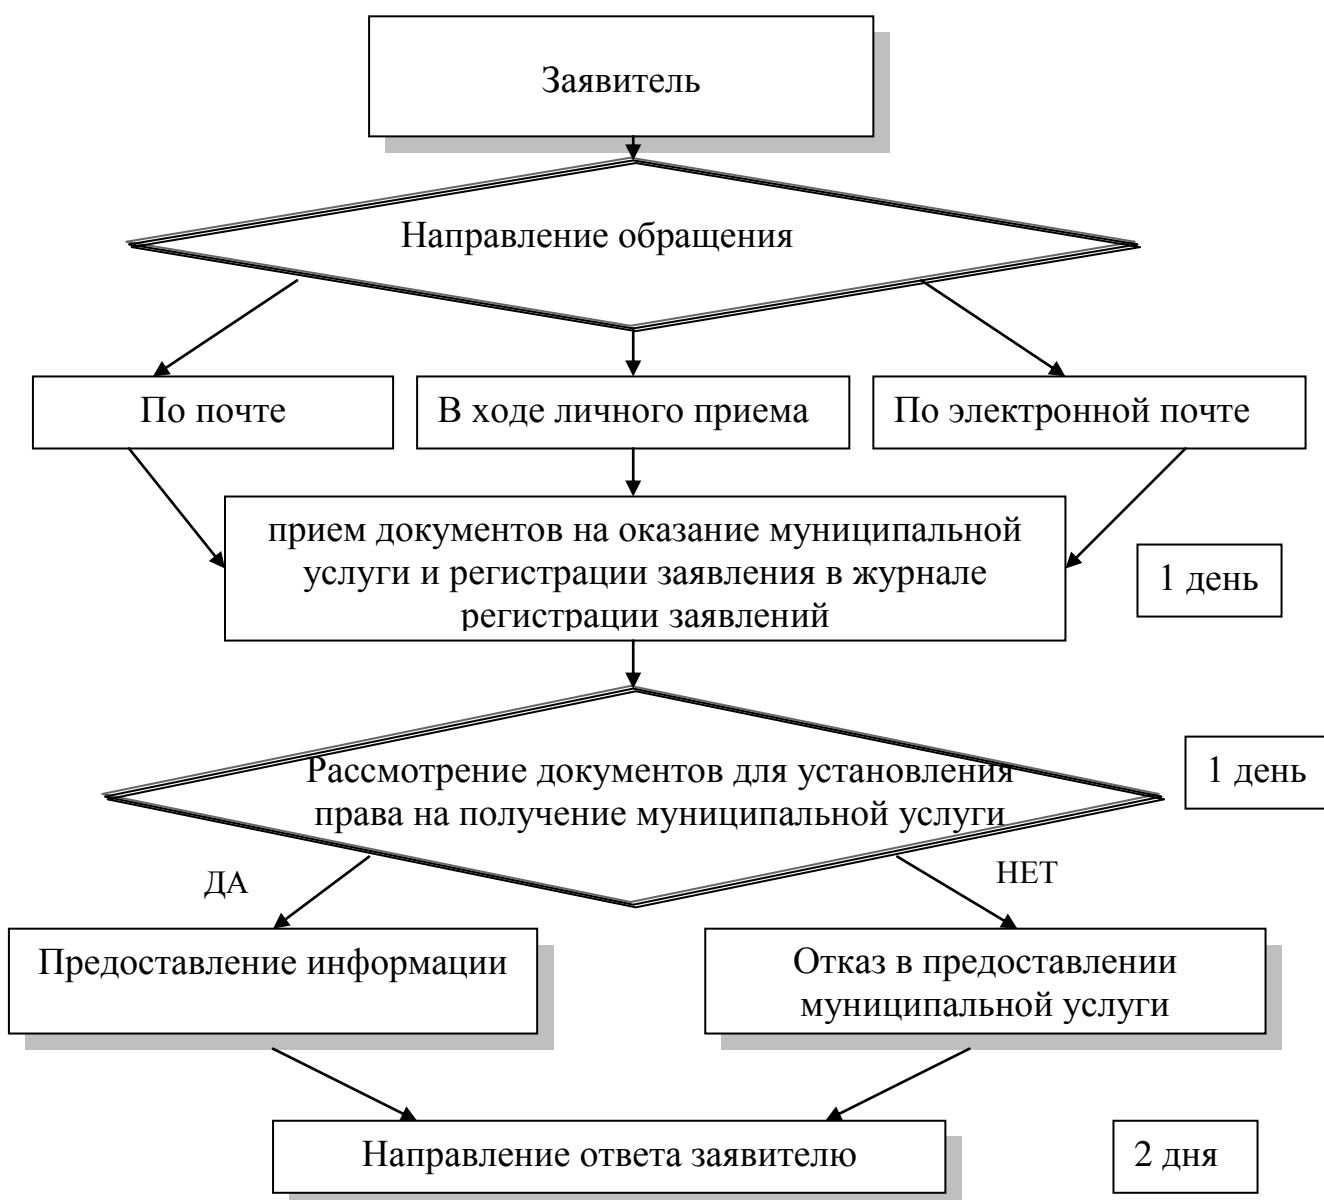 Заявитель
Направление обращения
По почте
В ходе личного приема
По электронной почте
прием документов на оказание муниципальной
услуги и регистрации заявления в журнале
регистрации заявлений
1 день
Рассмотрение документов для установления
права на получение муниципальной услуги
1 день
ДА
НЕТ
Предоставление информации
Отказ в предоставлении
муниципальной услуги
Направление ответа заявителю
2 дня